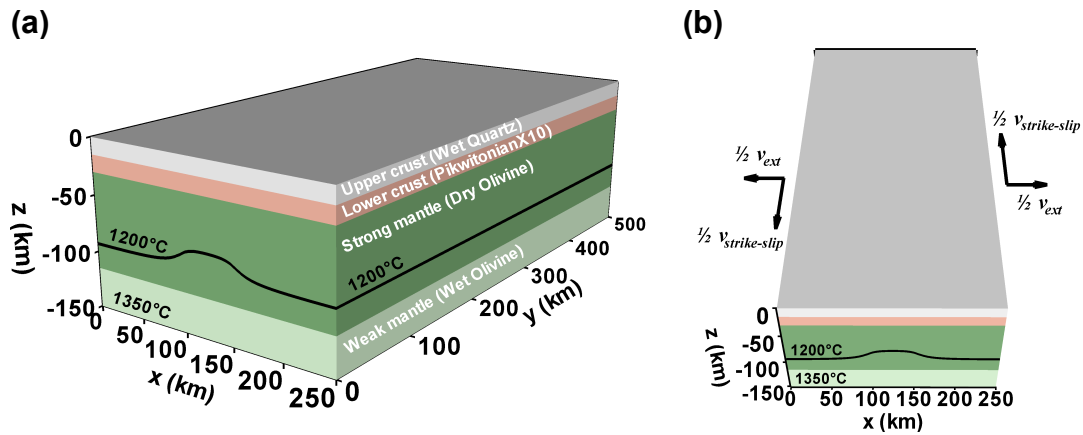 (a)
0
-50
-100
-150
z (km)
Upper crust (Wet Quartz)
Lower crust (PikwitonianX10)
Strong mantle (Dry Olivine)
Weak mantle (Wet Olivine)
1200°C
1200°C
1350°C
0
50
100
150
200
250
x (km)
0
100
200
300
400
500
y (km)
(b)
½ vext
½ vstrike-slip
½ vstrike-slip
½ vext
0
-50
-100
-150
z (km)
1200°C
1350°C
0 50 100 150 200 250
x (km)